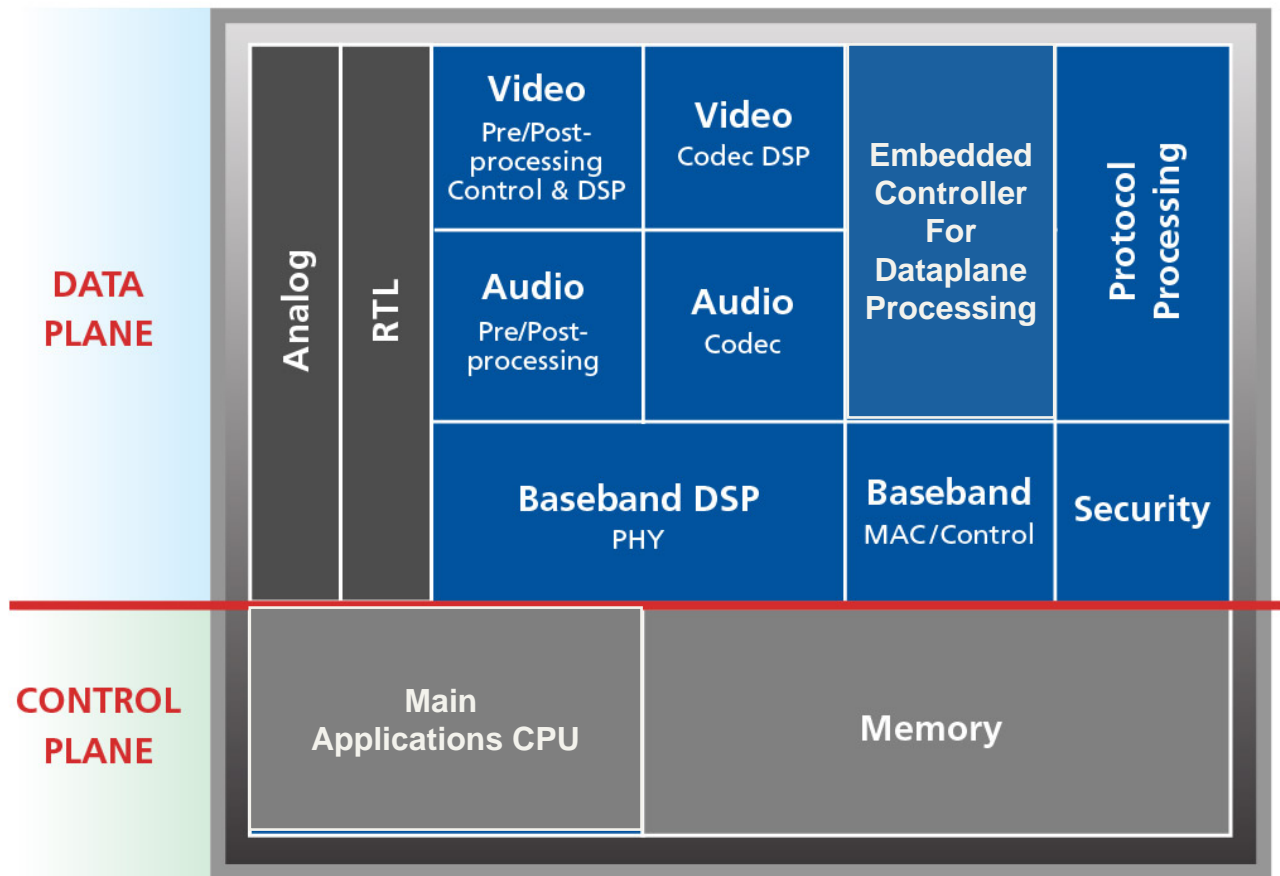 DATA
PLANE
Analog
RTL
Video
Pre/Post-
processing
Control & DSP
Video
Codec DSP
Embedded
Controller
For
Dataplane
Processing
Protocol
Processing
Audio
Pre/Post-
processing
Audio
Codec
Baseband DSP
PHY
Baseband
MAC/Control
Security
CONTROL
PLANE
Main
Applications CPU
Memory